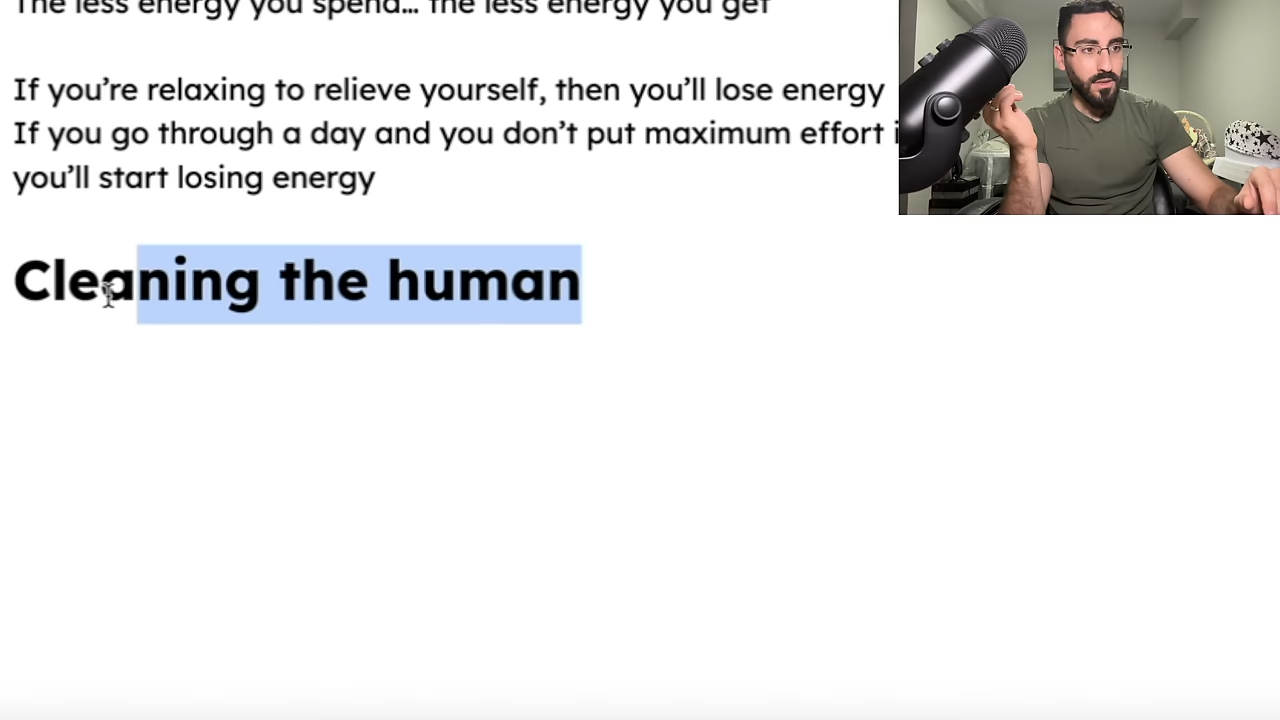 The less energy you spend... the less energy you get
If you’re relaxing to relieve yourself, then you’ll lose energy
If you go through a day and you don’t put maximum effort
you’ll start losing energy
Cleaning the human